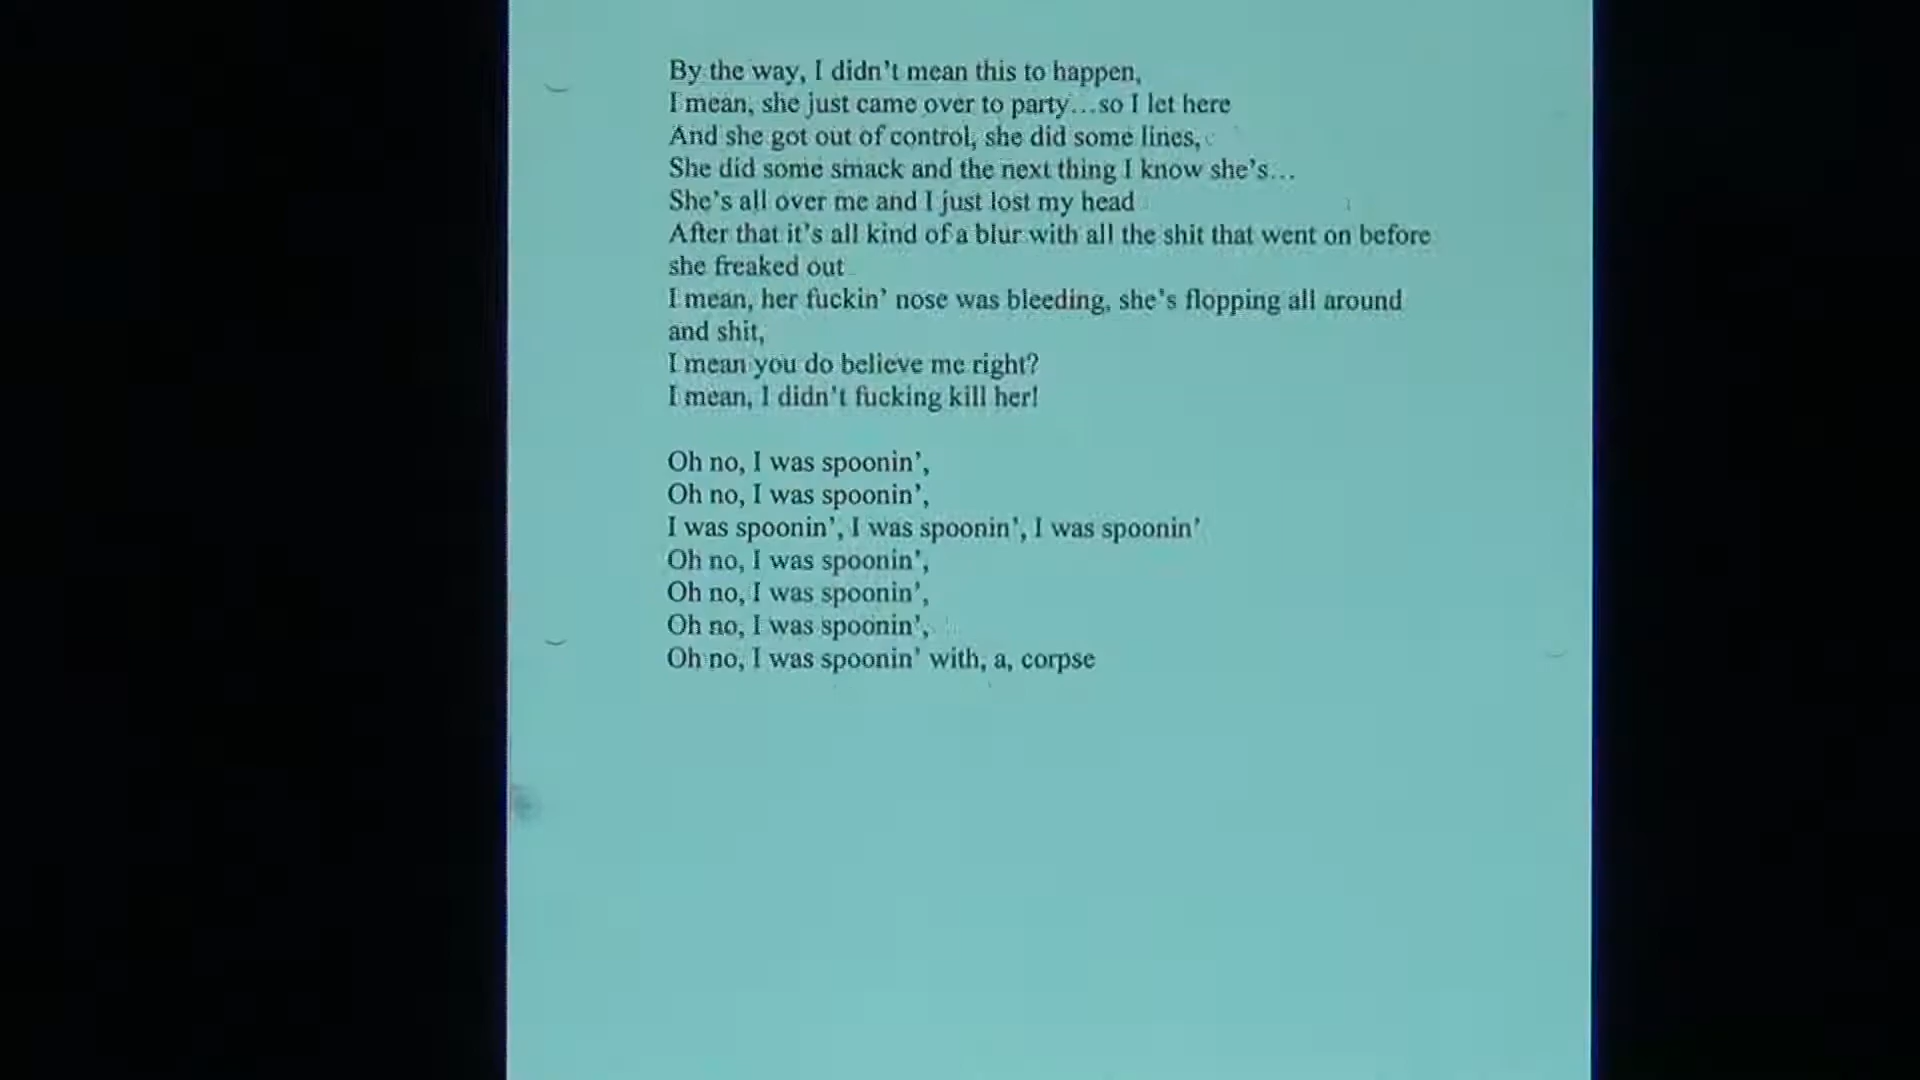 By the way, I didn't mean this to happen,
I mean, she just came over to party…so I let here
And she got out of control, she did some lines,
She did some smack and the next thing I know she's…
She's all over me and I just lost my head
After that it's all kind of a blur with all the shit that went on before
she freaked out
I mean, her fuckin' nose was bleeding, she's flopping all around
and shit,
I mean you do believe me right?
I mean, I didn't fucking kill her!
Oh no, I was spoonin',
Oh no, I was spoonin',
I was spoonin', I was spoonin', I was spoonin'
Oh no, I was spoonin',
Oh no, I was spoonin',
Oh no, I was spoonin',
Oh no, I was spoonin' with, a, corpse